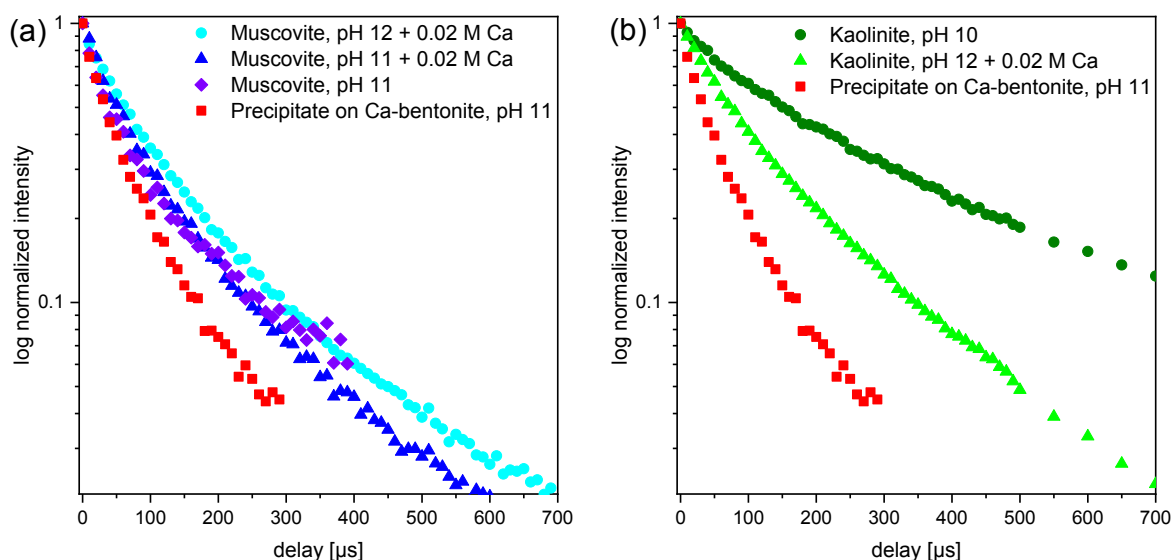 (a)
Muscovite, pH 12 + 0.02 M Ca
Muscovite, pH 11 + 0.02 M Ca
Muscovite, pH 11
Precipitate on Ca-bentonite, pH 11
1
0.1
log normalized intensity
0 100 200 300 400 500 600 700
delay [µs]
(b)
Kaolinite, pH 10
Kaolinite, pH 12 + 0.02 M Ca
Precipitate on Ca-bentonite, pH 11
1
0.1
log normalized intensity
0 100 200 300 400 500 600 700
delay [µs]